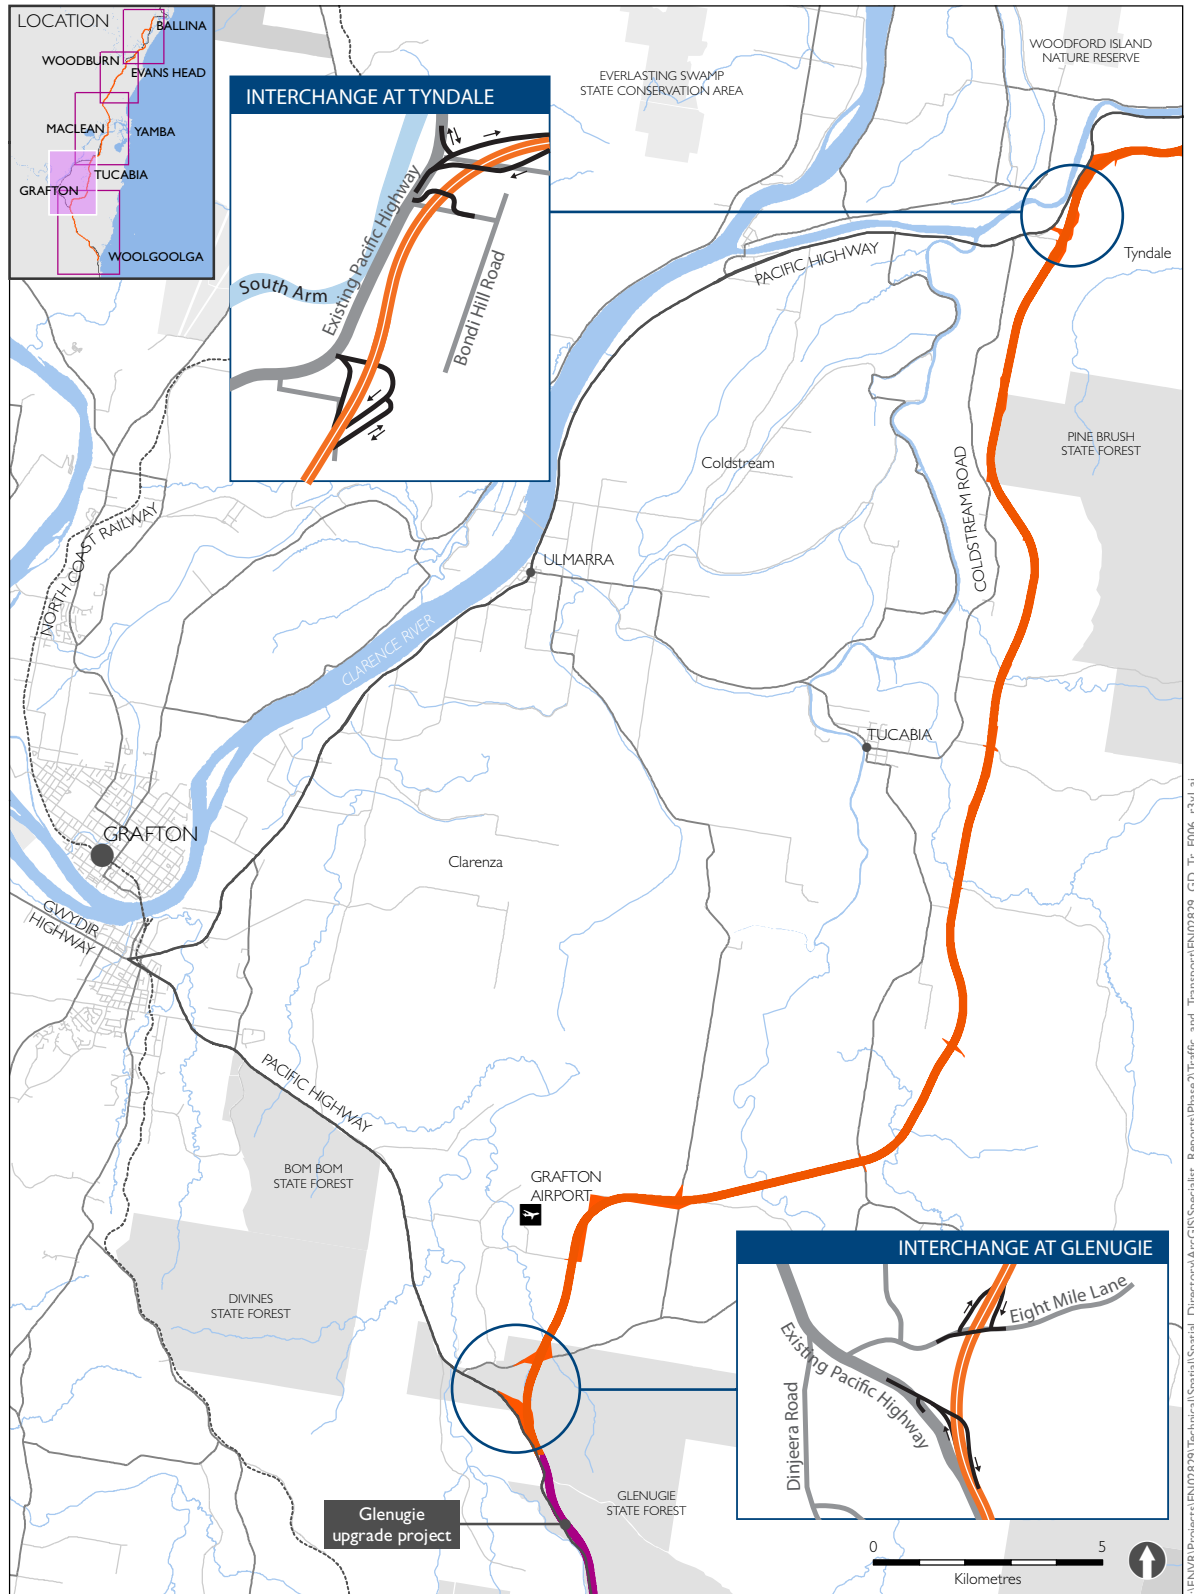 LOCATION
BALLINA
WOODBURN
EVANS HEAD
MACLEAN
YAMBA
TUCABIA
GRAFTON
WOOLGOOLGA
INTERCHANGE AT TYNDALE
Existing Pacific Highway
South Arm
Bondi Hill Road
EVERLASTING SWAMP
STATE CONSERVATION AREA
WOODFORD ISLAND
NATURE RESERVE
PACIFIC HIGHWAY
Tyndale
PINE BRUSH
STATE FOREST
Coldstream
COLDSTREAM ROAD
NORTH COAST RAILWAY
ULMARRA
CLARENCE RIVER
TUCABIA
GRAFTON
Clarenza
GWYDIR
HIGHWAY
PACIFIC HIGHWAY
BOM BOM
STATE FOREST
GRAFTON
AIRPORT
DIVINES
STATE FOREST
INTERCHANGE AT GLENUGIE
Eight Mile Lane
Existing Pacific Highway
Dinjeera Road
GLENUGIE
STATE FOREST
Glenugie
upgrade project
0 5
Kilometres